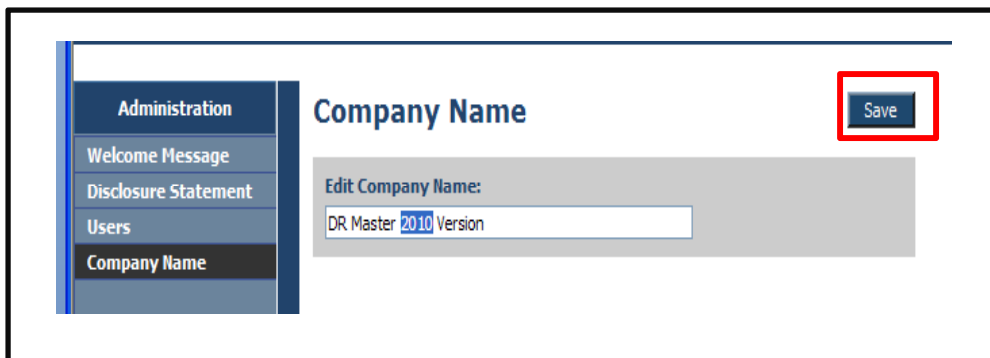 Administration
Welcome Message
Disclosure Statement
Users
Company Name
Company Name
Save
Edit Company Name:
DR Master 2010 Version